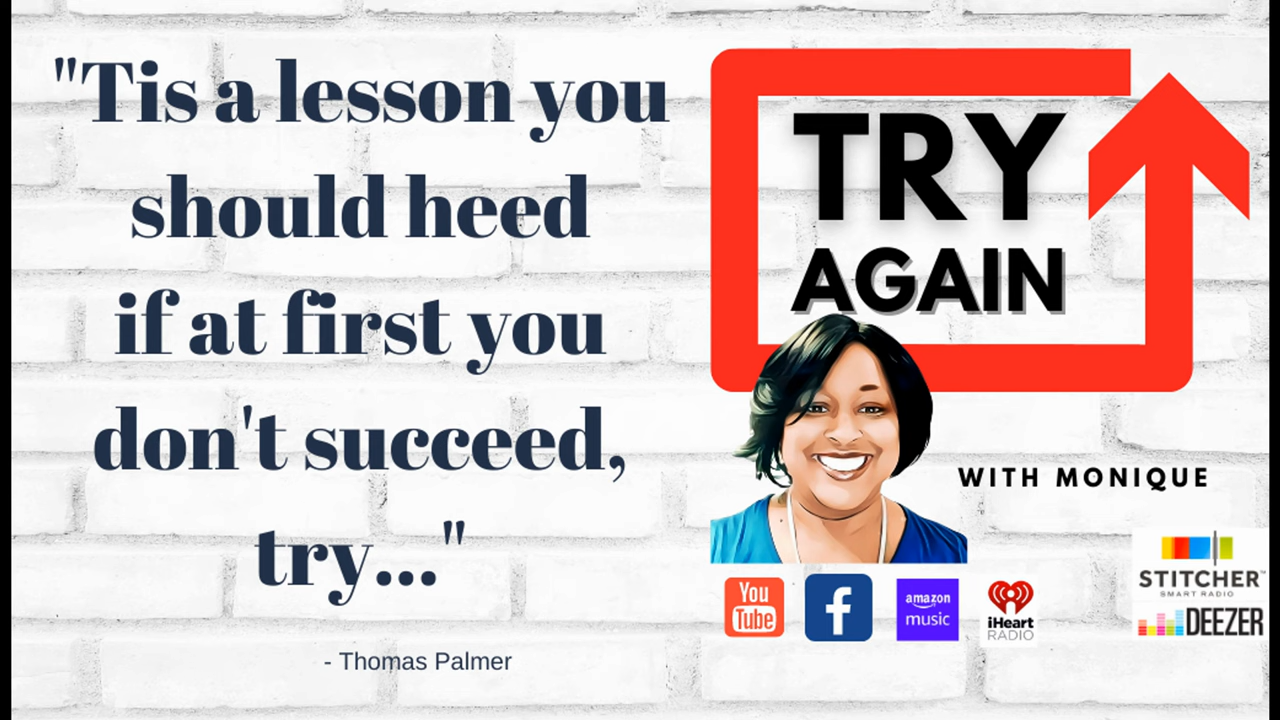 "Tis a lesson you
should heed
if at first you
don't succeed,
try..."
- Thomas Palmer
TRY
AGAIN
WITH MONIQUE
You
Tube
f
amazon
music
iHeart
RADIO
STITCHER™
SMART RADIO
DEEZER